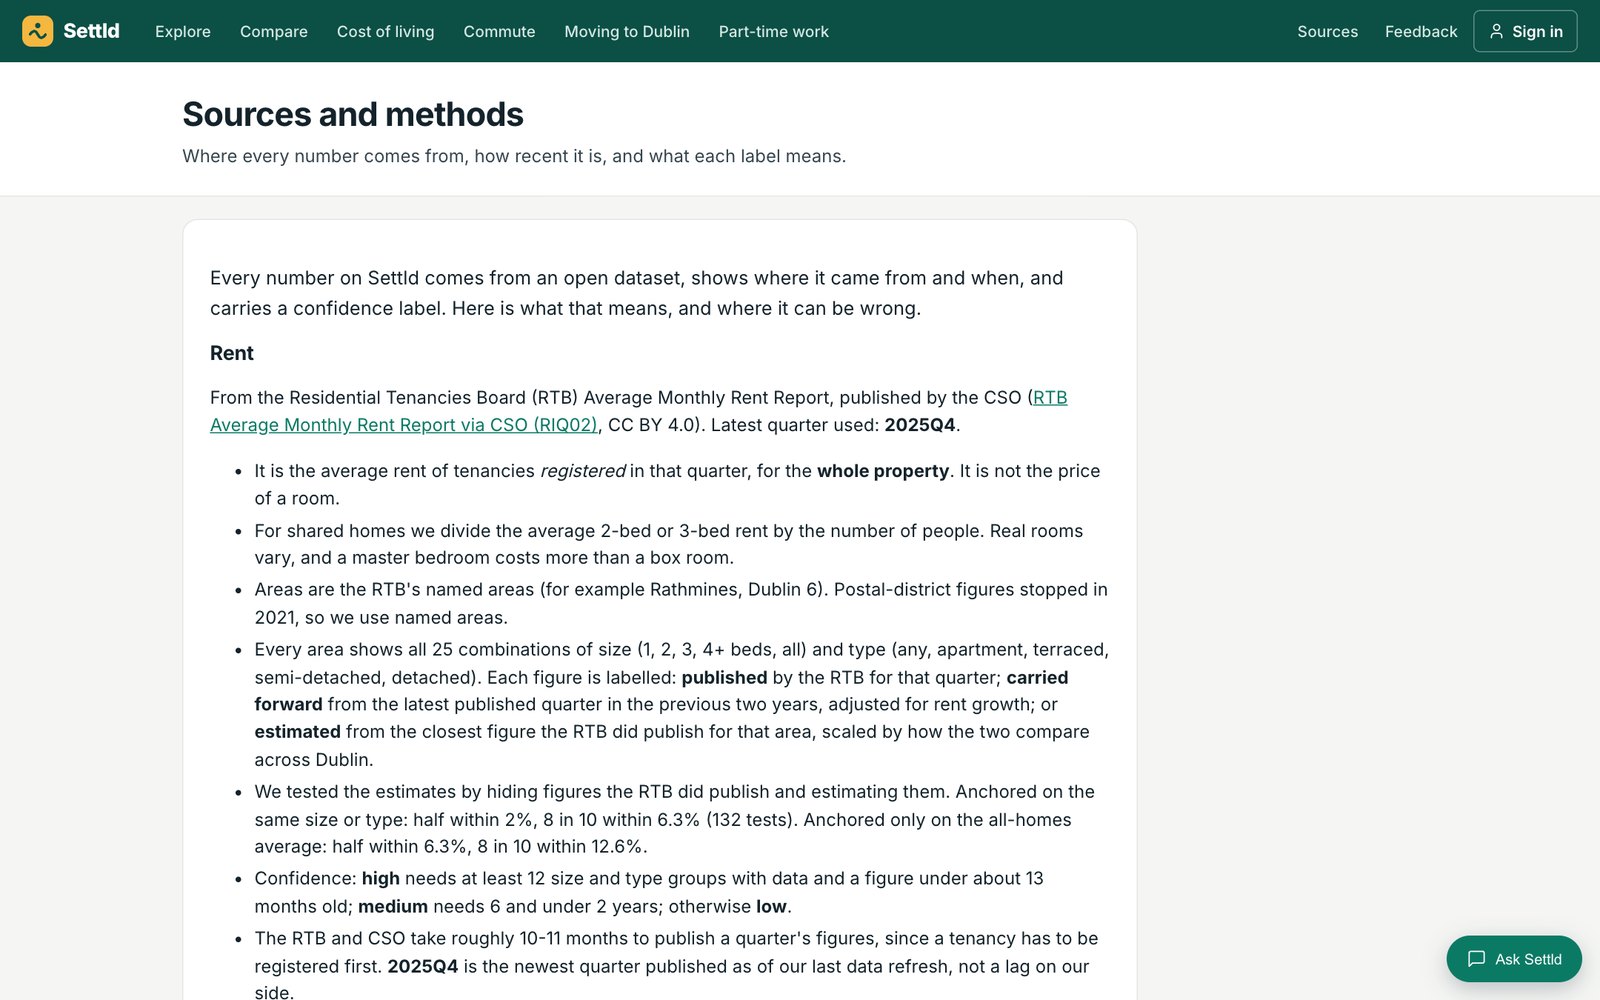 Settld
Explore
Compare
Cost of living
Commute
Moving to Dublin
Part-time work
Sources
Feedback
Sign in
Sources and methods
Where every number comes from, how recent it is, and what each label means.
Every number on Settld comes from an open dataset, shows where it came from and when, and
carries a confidence label. Here is what that means, and where it can be wrong.
Rent
From the Residential Tenancies Board (RTB) Average Monthly Rent Report, published by the CSO (RTB
Average Monthly Rent Report via CSO (RIQ02), CC BY 4.0). Latest quarter used: 2025Q4.
• It is the average rent of tenancies registered in that quarter, for the whole property. It is not the price
of a room.
• For shared homes we divide the average 2-bed or 3-bed rent by the number of people. Real rooms
vary, and a master bedroom costs more than a box room.
• Areas are the RTB's named areas (for example Rathmines, Dublin 6). Postal-district figures stopped in
2021, so we use named areas.
• Every area shows all 25 combinations of size (1, 2, 3, 4+ beds, all) and type (any, apartment, terraced,
semi-detached, detached). Each figure is labelled: published by the RTB for that quarter; carried
forward from the latest published quarter in the previous two years, adjusted for rent growth; or
estimated from the closest figure the RTB did publish for that area, scaled by how the two compare
across Dublin.
• We tested the estimates by hiding figures the RTB did publish and estimating them. Anchored on the
same size or type: half within 2%, 8 in 10 within 6.3% (132 tests). Anchored only on the all-homes
average: half within 6.3%, 8 in 10 within 12.6%.
• Confidence: high needs at least 12 size and type groups with data and a figure under about 13
months old; medium needs 6 and under 2 years; otherwise low.
• The RTB and CSO take roughly 10-11 months to publish a quarter's figures, since a tenancy has to be
registered first. 2025Q4 is the newest quarter published as of our last data refresh, not a lag on our
side.
Ask Settld